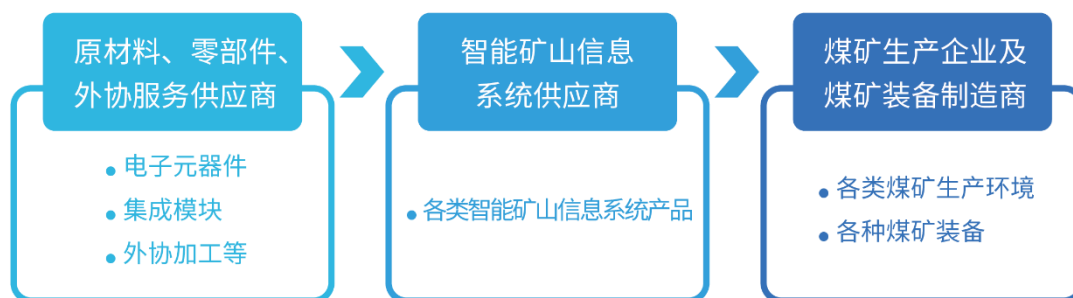 原材料、零部件、
外协服务供应商
• 电子元器件
• 集成模块
• 外协加工等
智能矿山信息
系统供应商
• 各类智能矿山信息系统产品
煤矿生产企业及
煤矿装备制造商
• 各类煤矿生产环境
• 各种煤矿装备